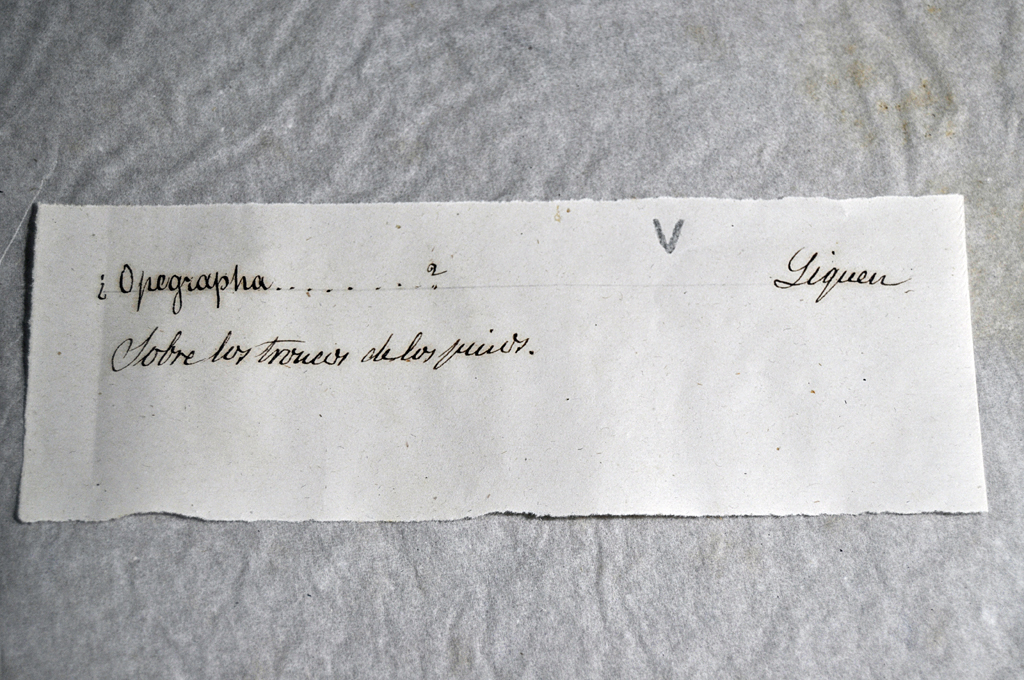 V
¿Opegrapha.........? Liquen
Sobre los troncos de los pinos.